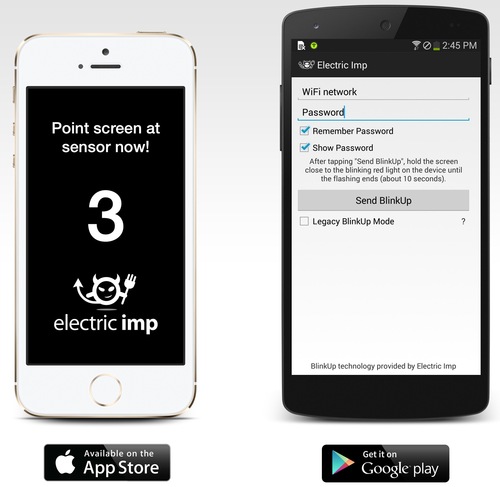 Point screen at
sensor now!
3
electric imp
Available on the
App Store
2:45 PM
Electric Imp
WiFi network
Password
Remember Password
Show Password
After tapping "Send BlinkUp", hold the screen
close to the blinking red light on the device until
the flashing ends (about 10 seconds).
Send BlinkUp
Legacy BlinkUp Mode ?
BlinkUp technology provided by Electric Imp
Get it on
Google play